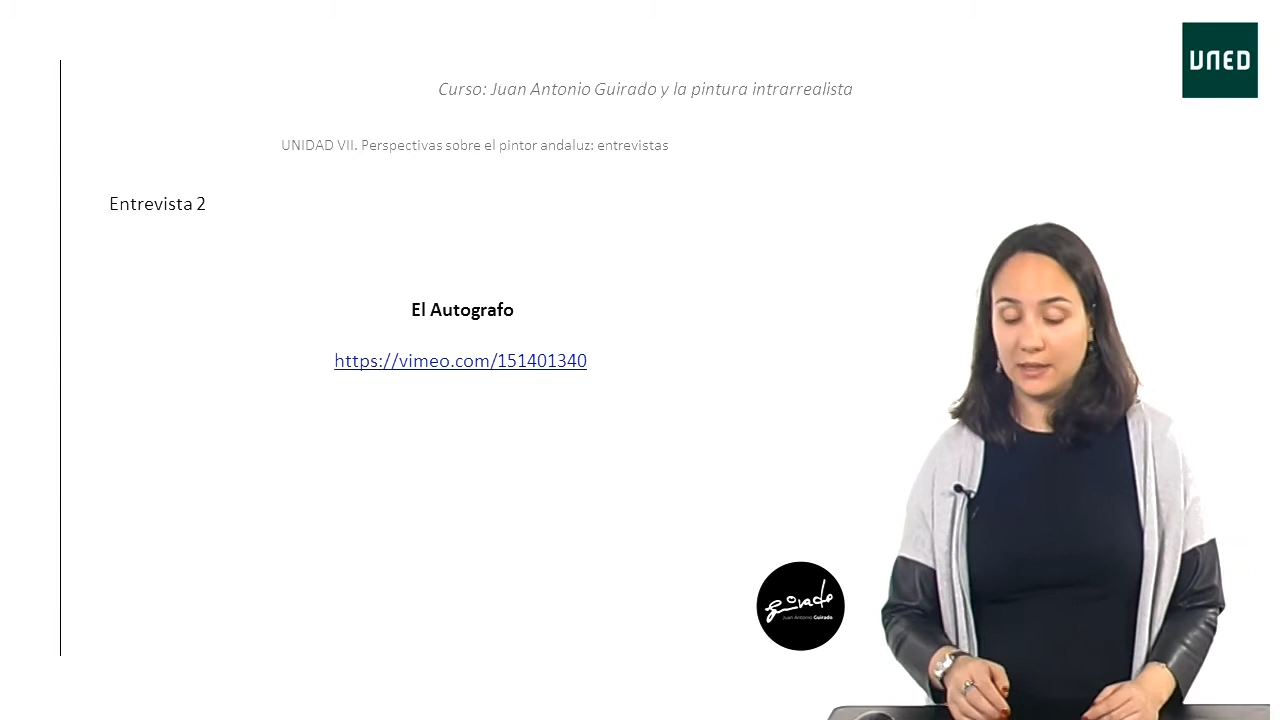 UNED
Curso: Juan Antonio Guirado y la pintura intrarrealista
UNIDAD VII. Perspectivas sobre el pintor andaluz: entrevistas
Entrevista 2
El Autografo
https://vimeo.com/151401340
Guirado
Juan Antonio Guirado